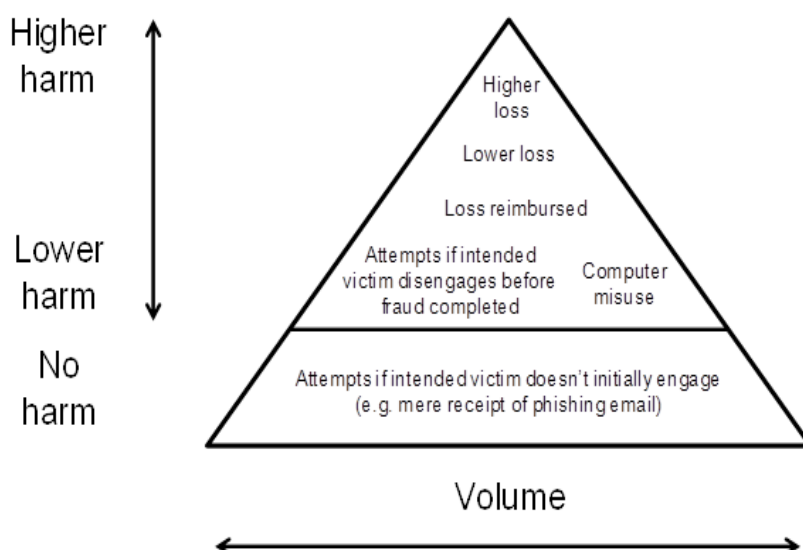 Higher
harm
Higher
loss
Lower loss
Loss reimbursed
Lower
harm
Attempts if intended
victim disengages before
fraud completed
Computer
misuse
No
harm
Attempts if intended victim doesn't initially engage
(e.g. mere receipt of phishing email)
Volume